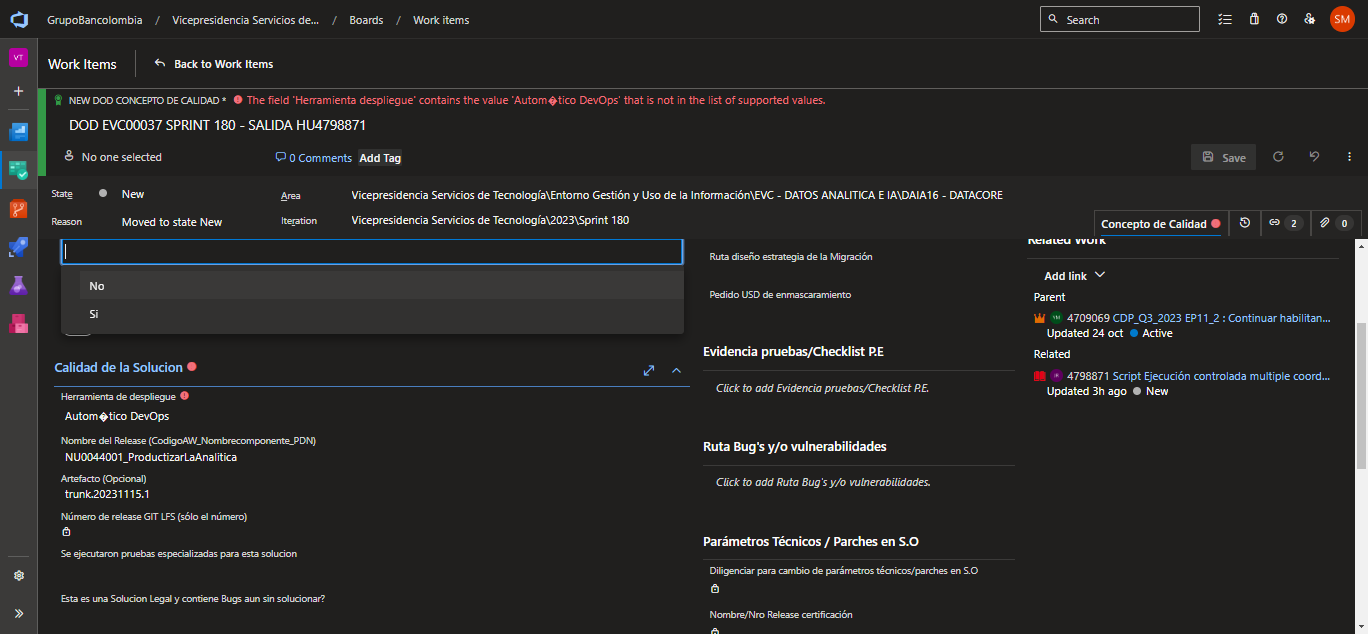 GrupoBancolombia / Vicepresidencia Servicios de... / Boards / Work items
Search
SM
VT
Work Items
Back to Work Items
NEW DOD CONCEPTO DE CALIDAD * The field 'Herramienta despliegue' contains the value 'Autom�tico DevOps' that is not in the list of supported values.
DOD EVC00037 SPRINT 180 - SALIDA HU4798871
No one selected
0 Comments
Add Tag
Save
State
New
Area
Vicepresidencia Servicios de Tecnología\Entorno Gestión y Uso de la Información\EVC - DATOS ANALITICA E IA\DAIA16 - DATACORE
Reason
Moved to state New
Iteration
Vicepresidencia Servicios de Tecnología\2023\Sprint 180
Concepto de Calidad
2
0
No
Si
Calidad de la Solucion
Herramienta de despliegue
Autom�tico DevOps
Nombre del Release (CodigoAW_Nombrecomponente_PDN)
NU0044001_ProductizarLaAnalitica
Artefacto (Opcional)
trunk.20231115.1
Número de release GIT LFS (sólo el número)
Se ejecutaron pruebas especializadas para esta solucion
Esta es una Solucion Legal y contiene Bugs aun sin solucionar?
Ruta diseño estrategia de la Migración
Pedido USD de enmascaramiento
Evidencia pruebas/Checklist P.E
Click to add Evidencia pruebas/Checklist P.E.
Ruta Bug's y/o vulnerabilidades
Click to add Ruta Bug's y/o vulnerabilidades.
Parámetros Técnicos / Parches en S.O
Diligenciar para cambio de parámetros técnicos/parches en S.O
Nombre/Nro Release certificación
Related Work
Add link
Parent
4709069 CDP_Q3_2023 EP11_2 : Continuar habilitan...
Updated 24 oct Active
Related
4798871 Script Ejecución controlada multiple coord...
Updated 3h ago New